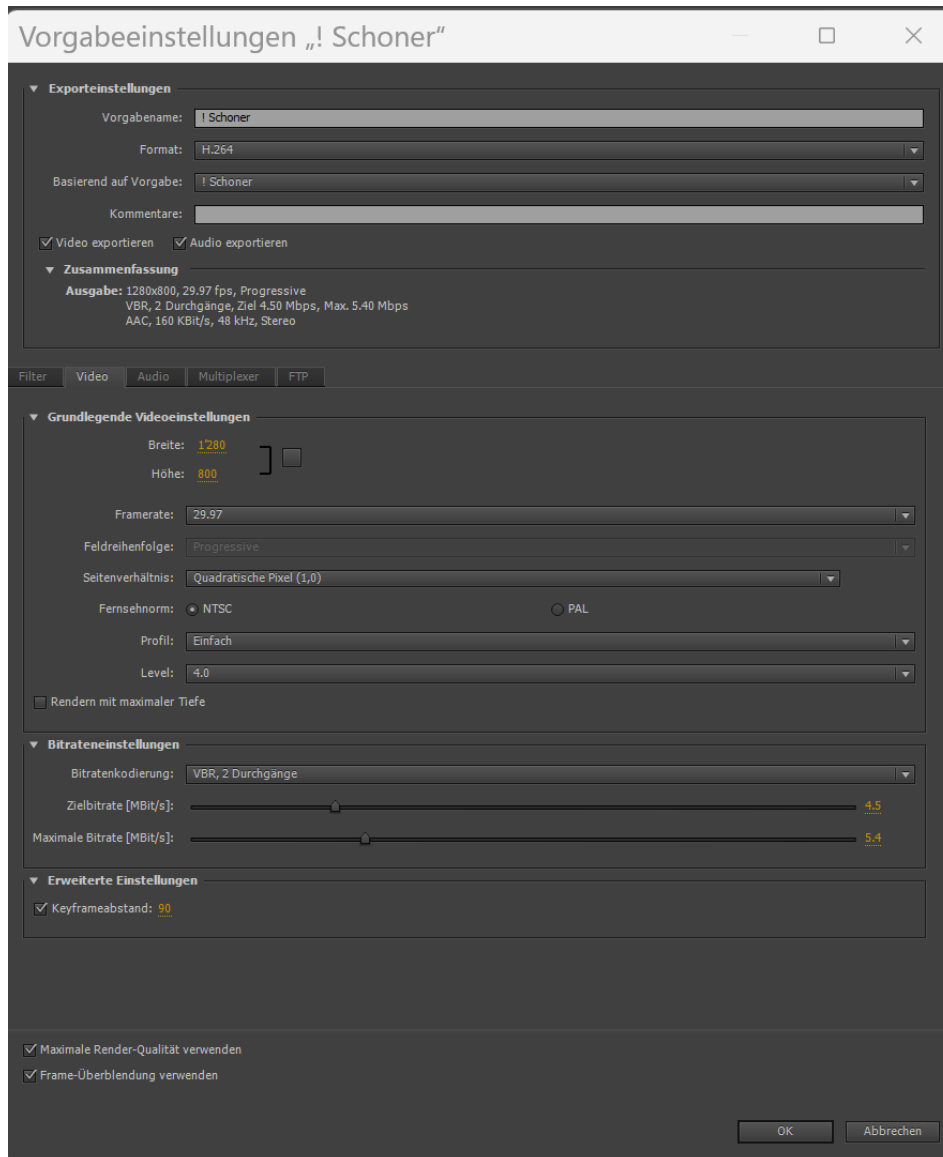 Vorgabeeinstellungen „! Schoner“
Exporteinstellungen
Vorgabename: ! Schoner
Format: H.264
Basierend auf Vorgabe: ! Schoner
Kommentare:
Video exportieren Audio exportieren
Zusammenfassung
Ausgabe: 1280x800, 29.97 fps, Progressive
VBR, 2 Durchgänge, Ziel 4.50 Mbps, Max. 5.40 Mbps
AAC, 160 KBit/s, 48 kHz, Stereo
Filter Video Audio Multiplexer FTP
Grundlegende Videoeinstellungen
Breite: 1'280
Höhe: 800
Framerate: 29.97
Feldreihenfolge: Progressive
Seitenverhältnis: Quadratische Pixel (1,0)
Fernsehnorm: NTSC PAL
Profil: Einfach
Level: 4.0
Rendern mit maximaler Tiefe
Bitrateneinstellungen
Bitratenkodierung: VBR, 2 Durchgänge
Zielbitrate [MBit/s]: 4.5
Maximale Bitrate [MBit/s]: 5.4
Erweiterte Einstellungen
Keyframeabstand: 90
Maximale Render-Qualität verwenden
Frame-Überblendung verwenden
OK Abbrechen